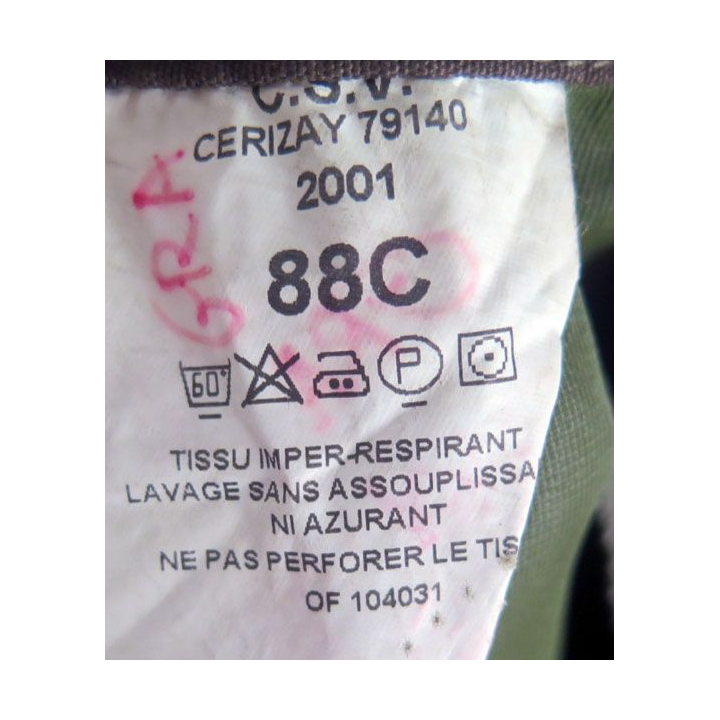 C.S.V.
CERIZAY 79140
2001
88C
60°
P
TISSU IMPER-RESPIRANT
LAVAGE SANS ASSOUPLISSA
NI AZURANT
NE PAS PERFORER LE TIS
OF 104031
GRA